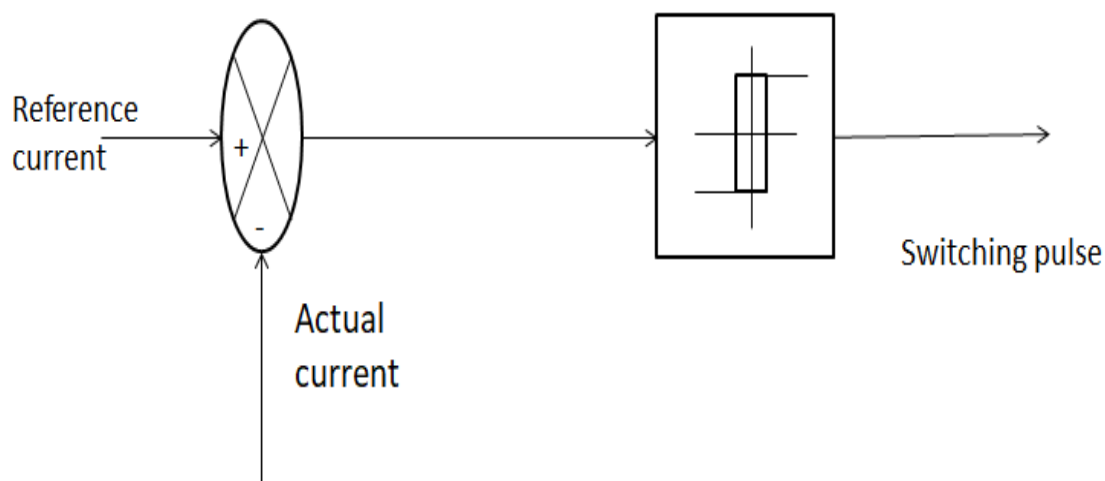 Reference
current
+
-
Actual
current
Switching pulse